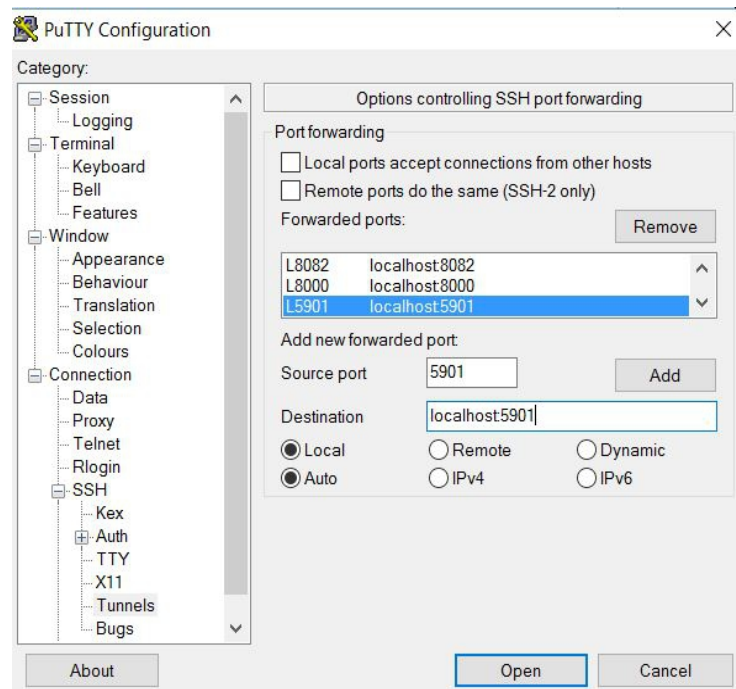 PuTTY Configuration
Category:
Session
Logging
Terminal
Keyboard
Bell
Features
Window
Appearance
Behaviour
Translation
Selection
Colours
Connection
Data
Proxy
Telnet
Rlogin
SSH
Kex
Auth
TTY
X11
Tunnels
Bugs
Options controlling SSH port forwarding
Port forwarding
Local ports accept connections from other hosts
Remote ports do the same (SSH-2 only)
Forwarded ports:
Remove
L8082 localhost:8082
L8000 localhost:8000
L5901 localhost:5901
Add new forwarded port:
Source port 5901 Add
Destination localhost:5901
Local Remote Dynamic
Auto IPv4 IPv6
About Open Cancel